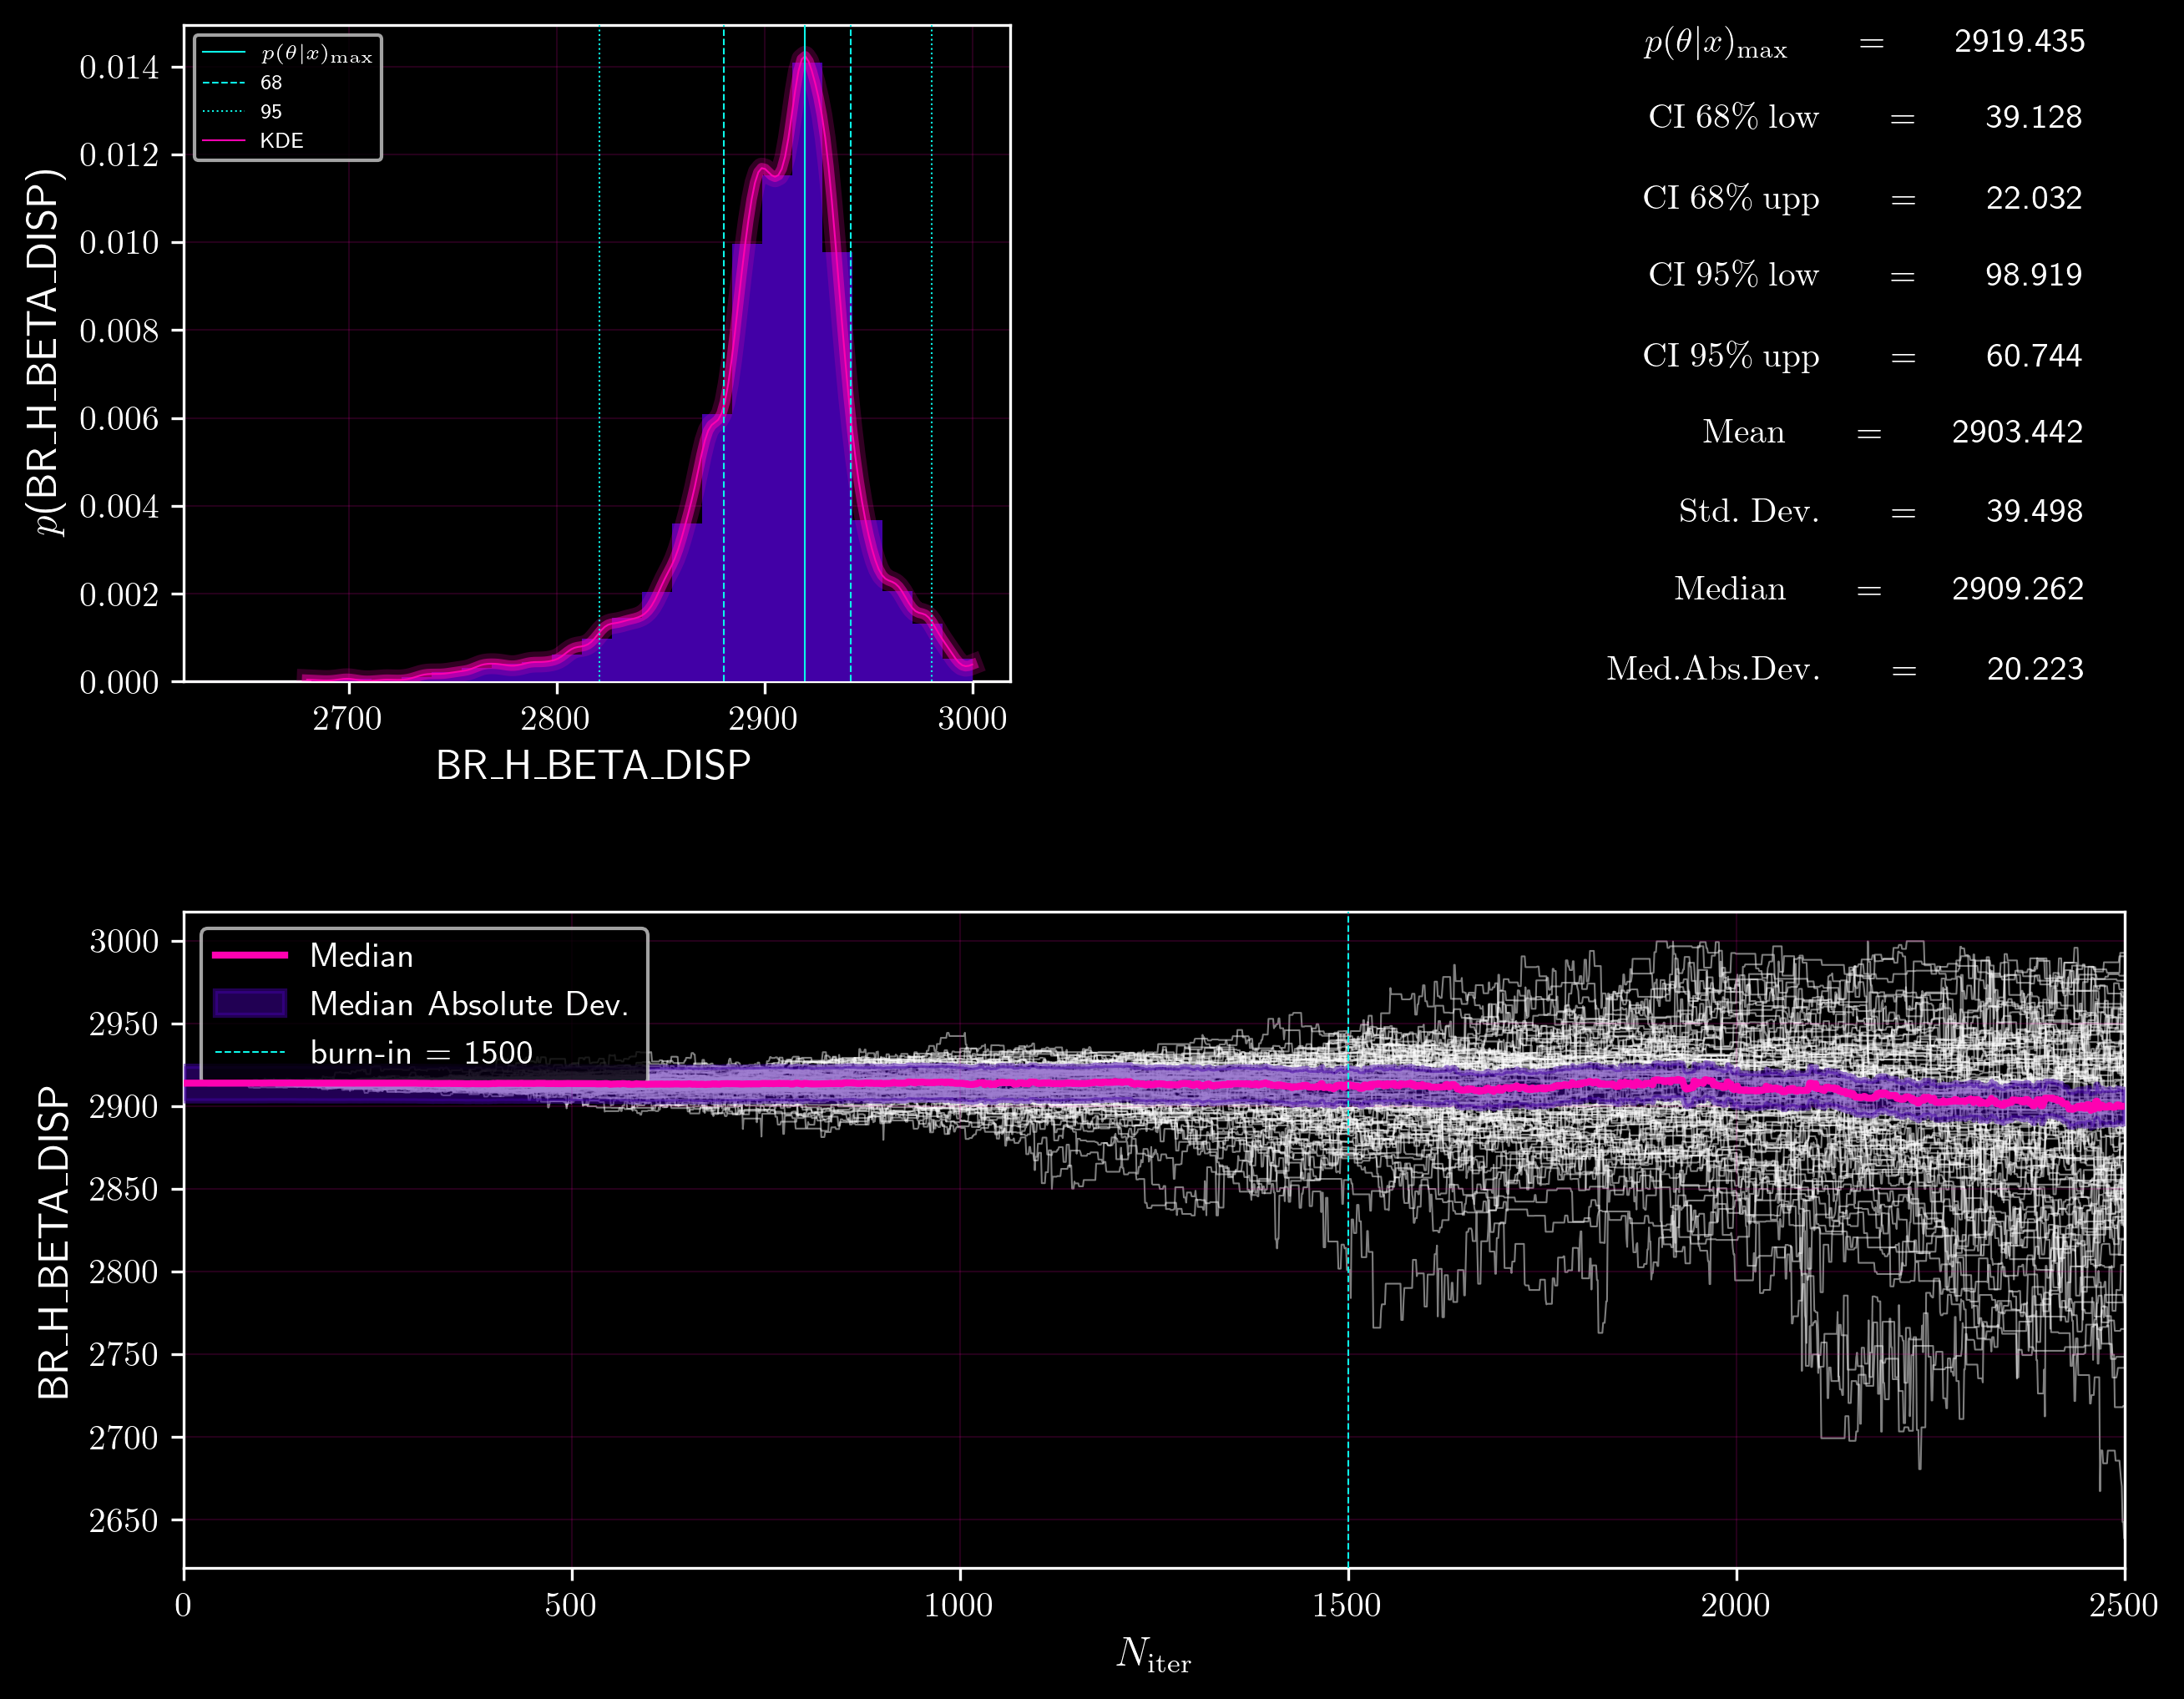 p(θ|x)max
68
95
KDE
0.014
0.012
0.010
0.008
0.006
0.004
0.002
0.000
p(BR_H_BETA_DISP)
2700 2800 2900 3000
BR_H_BETA_DISP
p(θ|x)max = 2919.435
CI 68% low = 39.128
CI 68% upp = 22.032
CI 95% low = 98.919
CI 95% upp = 60.744
Mean = 2903.442
Std. Dev. = 39.498
Median = 2909.262
Med.Abs.Dev. = 20.223
Median
Median Absolute Dev.
burn-in = 1500
3000
2950
2900
2850
2800
2750
2700
2650
BR_H_BETA_DISP
0 500 1000 1500 2000 2500
Niter